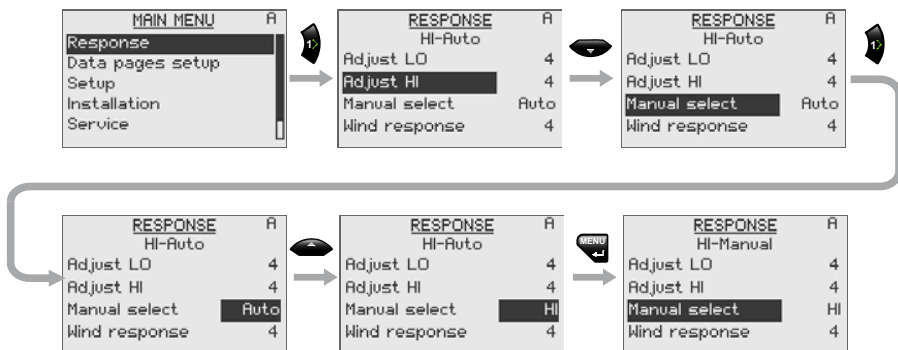 MAIN MENU A
Response
Data pages setup
Setup
Installation
Service
1>
RESPONSE A
HI-Auto
Adjust LO 4
Adjust HI 4
Manual select Auto
Wind response 4
RESPONSE A
HI-Auto
Adjust LO 4
Adjust HI 4
Manual select Auto
Wind response 4
1>
RESPONSE A
HI-Auto
Adjust LO 4
Adjust HI 4
Manual select Auto
Wind response 4
RESPONSE A
HI-Auto
Adjust LO 4
Adjust HI 4
Manual select HI
Wind response 4
MENU
RESPONSE A
HI-Manual
Adjust LO 4
Adjust HI 4
Manual select HI
Wind response 4